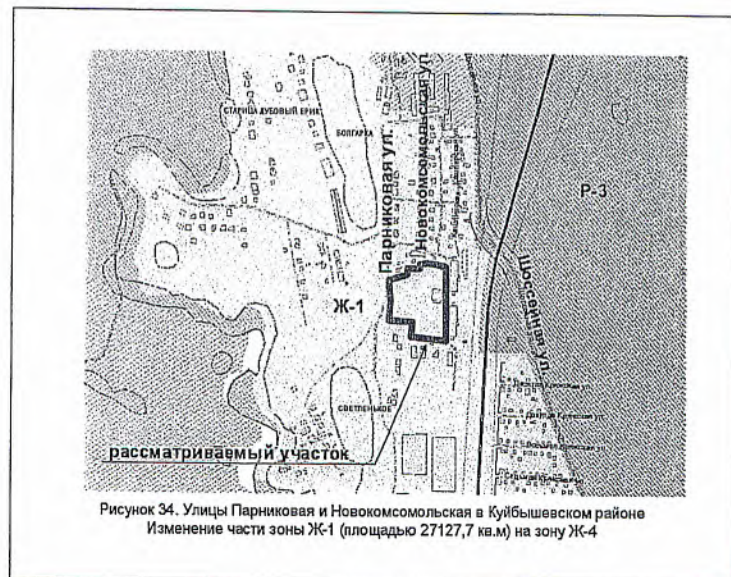 СТАРИЦА ДУБОВЫЙ ЕРИК
БОЛГАРКА
Парниковая ул.
Новокомсомольская ул.
Р-3
Шоссейная ул.
Ж-1
СВЕТЛЕНЬКОЕ
рассматриваемый участок
Рисунок 34. Улицы Парниковая и Новокомсомольская в Куйбышевском районе
Изменение части зоны Ж-1 (площадью 27127,7 кв.м) на зону Ж-4